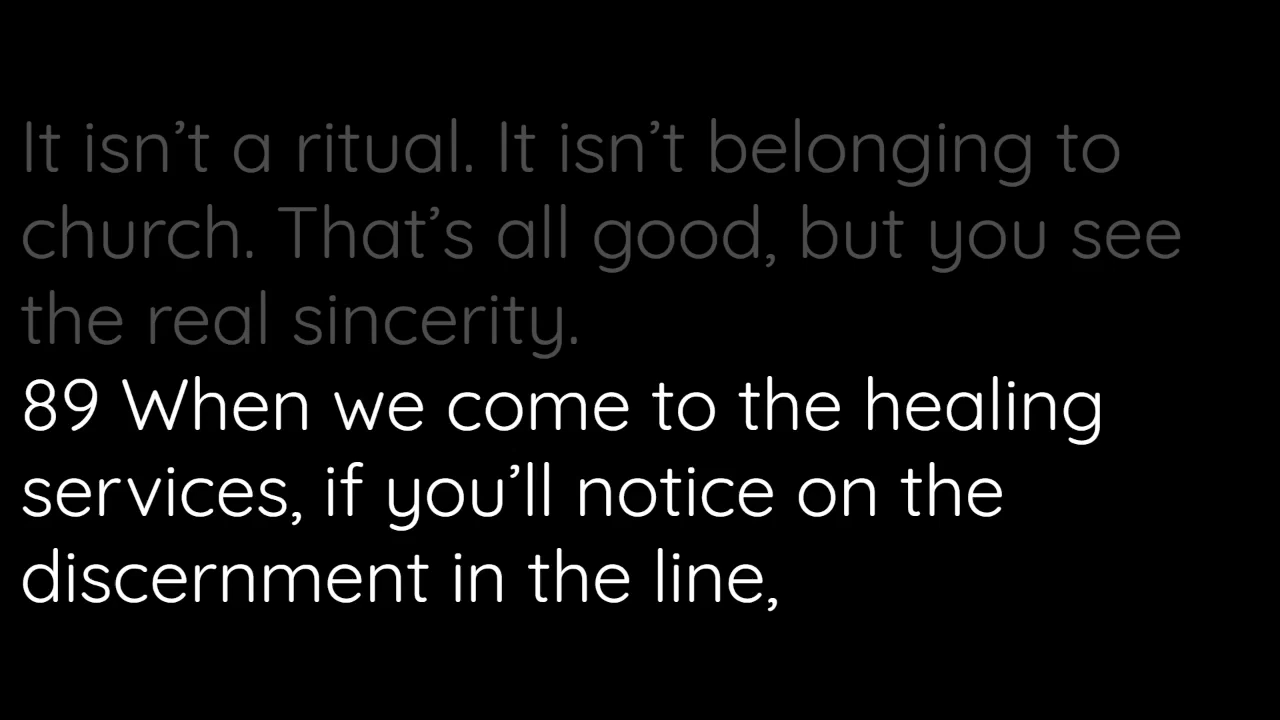 It isn’t a ritual. It isn’t belonging to
church. That’s all good, but you see
the real sincerity.
89 When we come to the healing
services, if you’ll notice on the
discernment in the line,